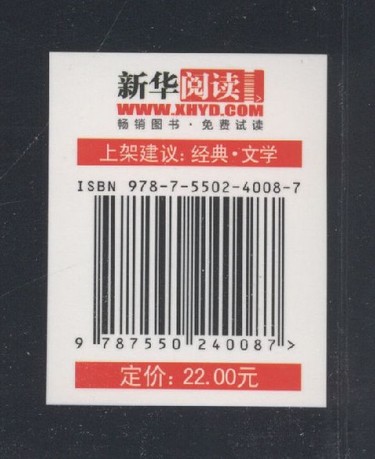 新华阅读
WWW.XHYD.COM
畅销图书·免费试读
上架建议：经典·文学
ISBN 978-7-5502-4008-7
9 787550 240087 >
定价：22.00元